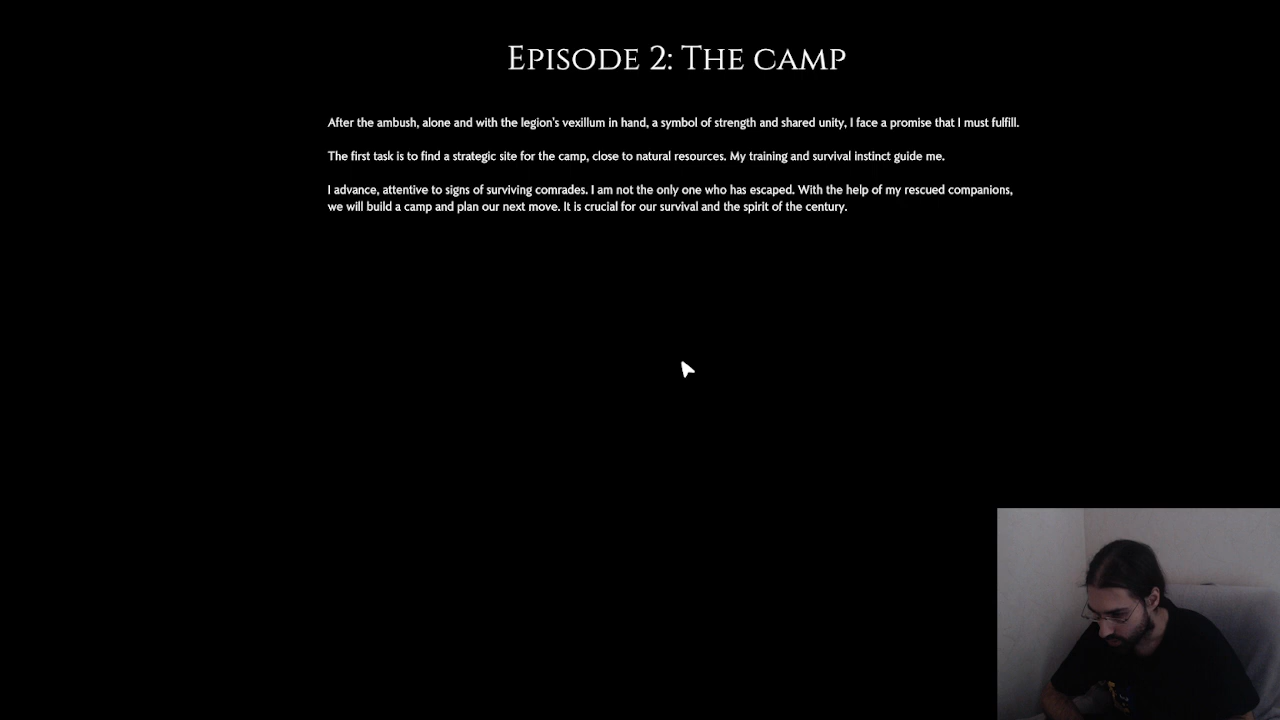 Episode 2: The camp
After the ambush, alone and with the legion's vexillum in hand, a symbol of strength and shared unity, I face a promise that I must fulfill.
The first task is to find a strategic site for the camp, close to natural resources. My training and survival instinct guide me.
I advance, attentive to signs of surviving comrades. I am not the only one who has escaped. With the help of my rescued companions,
we will build a camp and plan our next move. It is crucial for our survival and the spirit of the century.